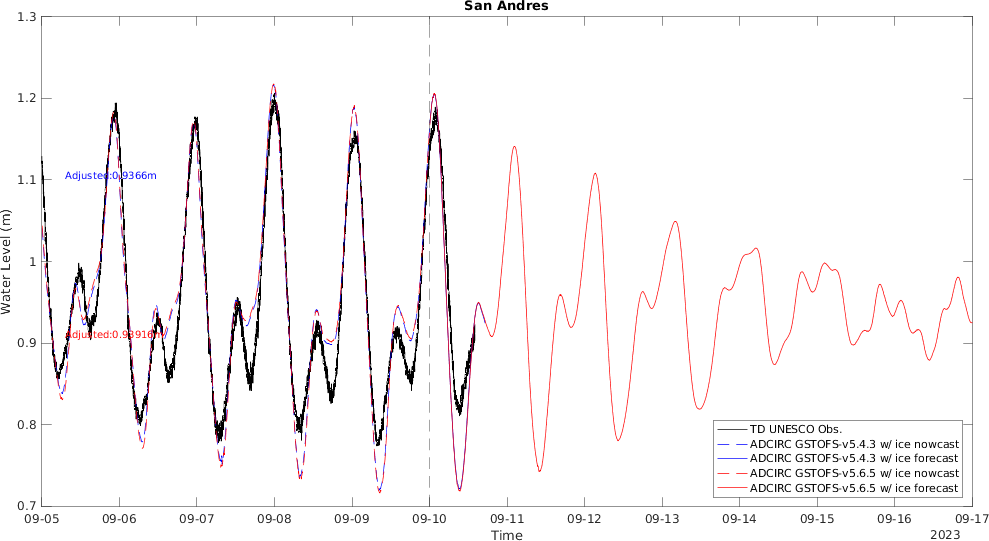 San Andres
1.3
1.2
1.1
1
0.9
0.8
0.7
Water Level (m)
Adjusted:0.9366m
Adjusted:0.93916m
TD UNESCO Obs.
ADCIRC GSTOFS-v5.4.3 w/ ice nowcast
ADCIRC GSTOFS-v5.4.3 w/ ice forecast
ADCIRC GSTOFS-v5.6.5 w/ ice nowcast
ADCIRC GSTOFS-v5.6.5 w/ ice forecast
09-05 09-06 09-07 09-08 09-09 09-10 09-11 09-12 09-13 09-14 09-15 09-16 09-17
Time
2023